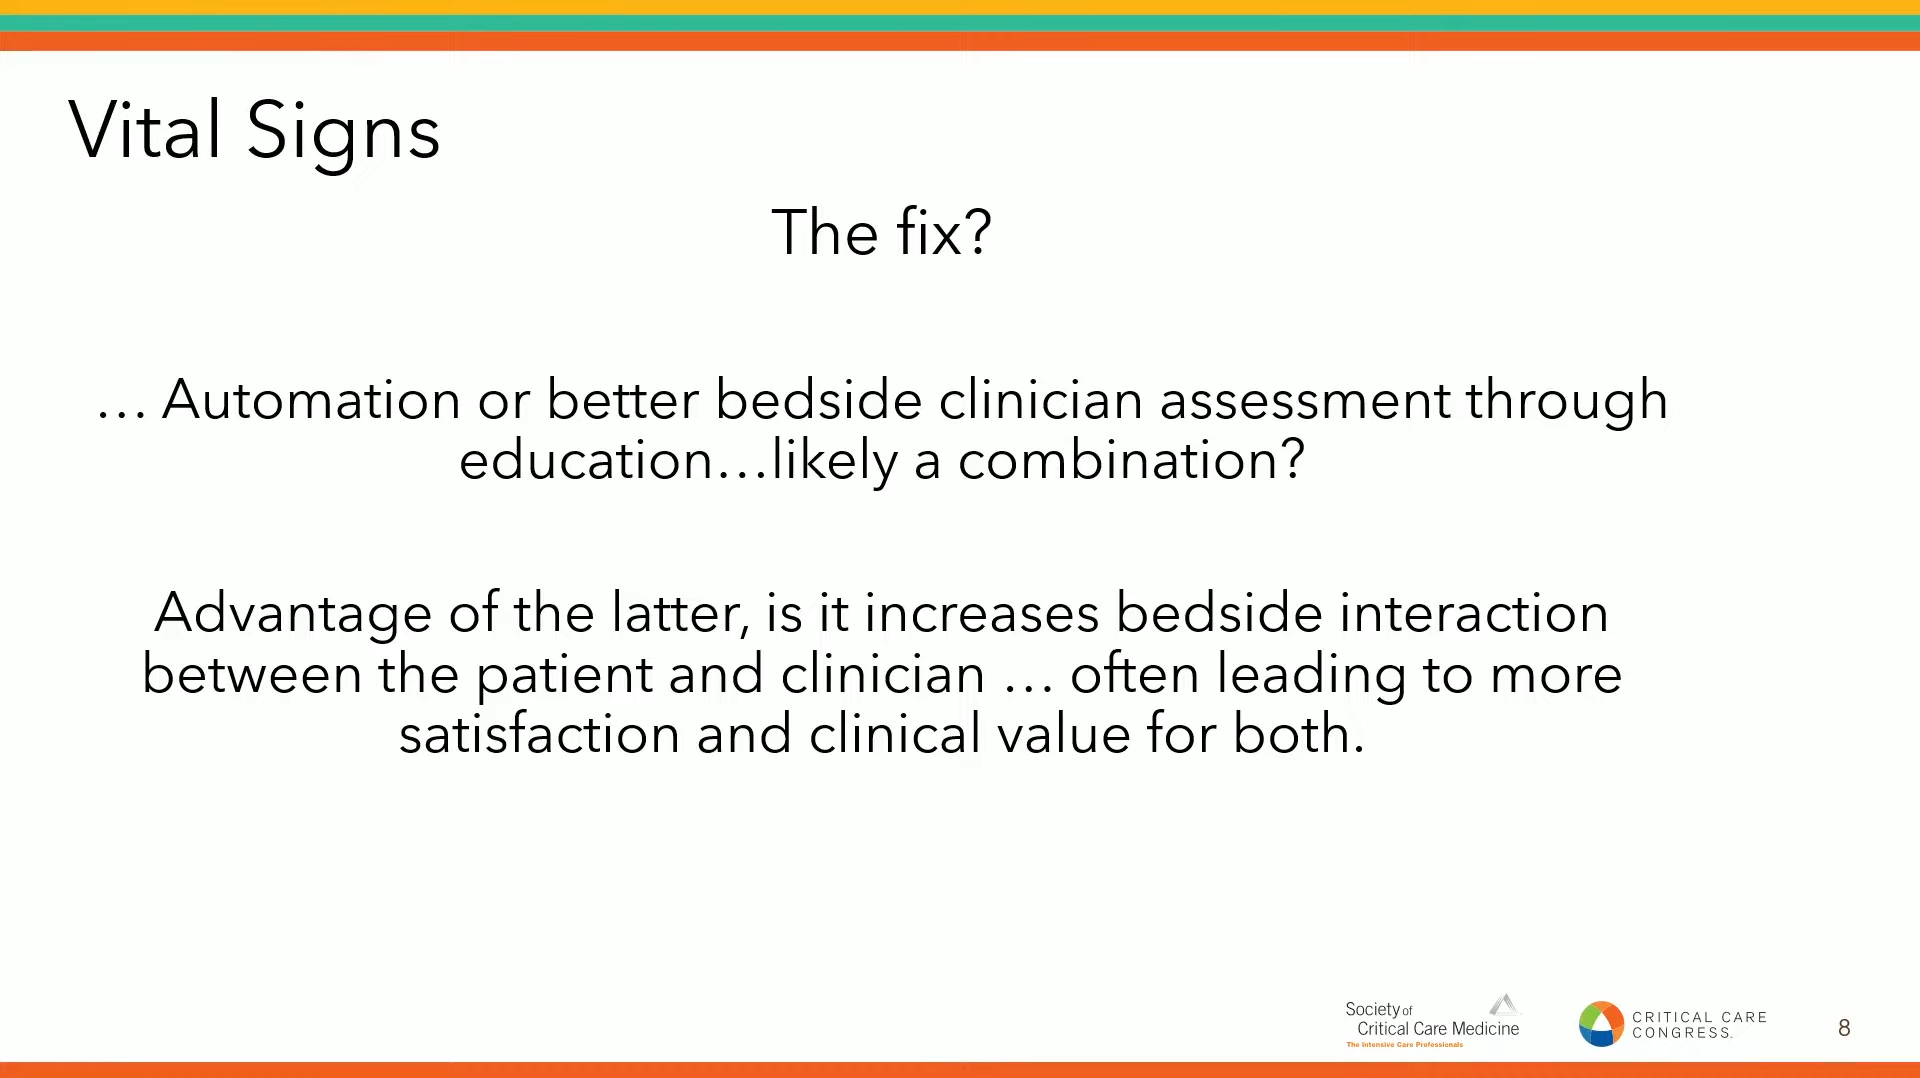 Vital Signs
The fix?
… Automation or better bedside clinician assessment through
education…likely a combination?
Advantage of the latter, is it increases bedside interaction
between the patient and clinician … often leading to more
satisfaction and clinical value for both.
Society of
Critical Care Medicine
The Intensive Care Professionals
CRITICAL CARE
CONGRESS.
8